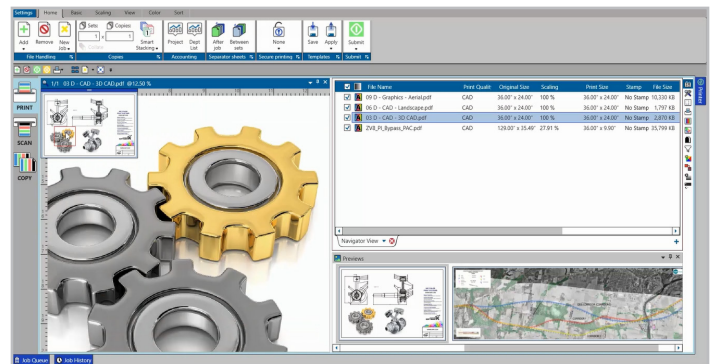 Settings Home Basic Scaling View Color Sort
Add Remove New Job Sets: 1 x Copies: 1 Collate Smart Stacking Project Dept List After job Between sets None Save Apply Submit
File Handling Copies Accounting Separator sheets Secure printing Templates Submit
PRINT
SCAN
COPY
1/1 03 D - CAD - 3D CAD.pdf @12,50 %
File Name Print Qualit Original Size Scaling Print Size Stamp File Size
09 D - Graphics - Aerial.pdf CAD 36.00" x 24.00" 100 % 36.00" x 24.00" No Stamp 10,330 KB
06 D - CAD - Landscape.pdf CAD 36.00" x 24.00" 100 % 36.00" x 24.00" No Stamp 1,797 KB
03 D - CAD - 3D CAD.pdf CAD 36.00" x 24.00" 100 % 36.00" x 24.00" No Stamp 2,870 KB
ZVB_PI_Bypass_PAC.pdf CAD 129.00" x 35.49" 27.91 % 36.00" x 9.90" No Stamp 35,799 KB
Printer
Navigator View
Previews
Job Queue Job History